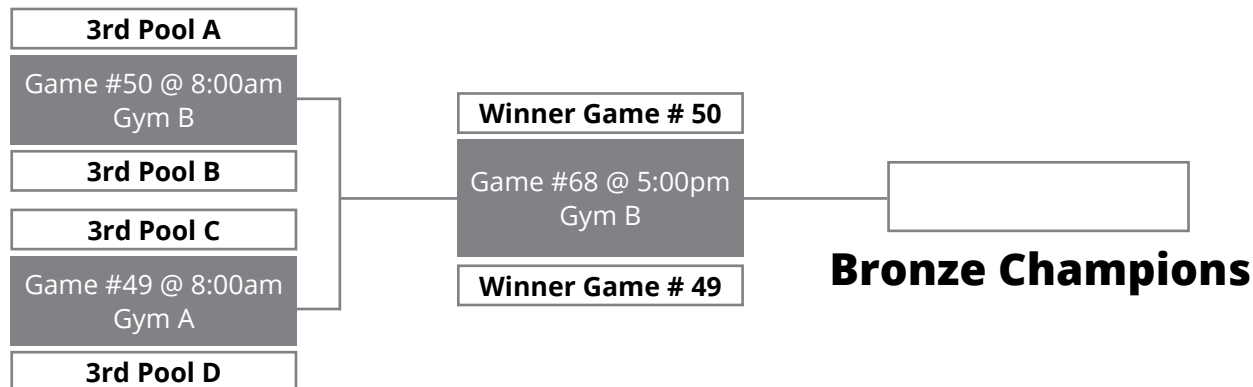 3rd Pool A
Game #50 @ 8:00am
Gym B
3rd Pool B
3rd Pool C
Game #49 @ 8:00am
Gym A
3rd Pool D
Winner Game # 50
Game #68 @ 5:00pm
Gym B
Winner Game # 49
Bronze Champions